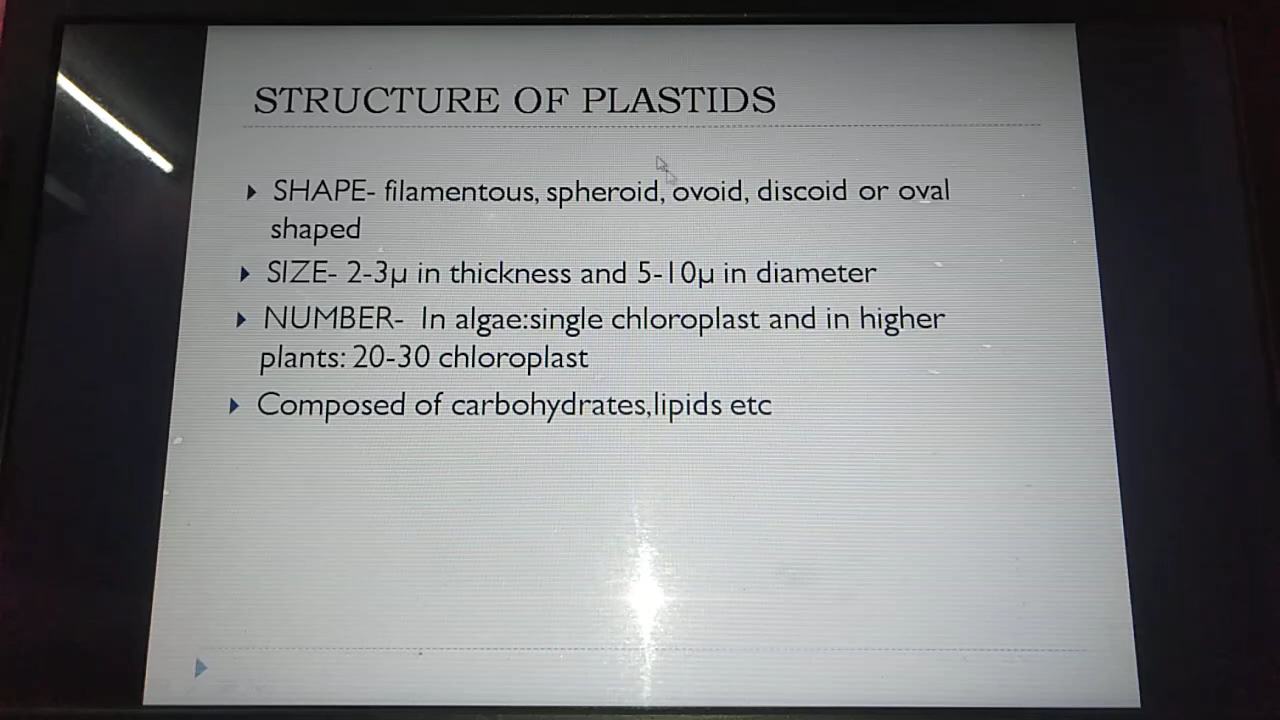 STRUCTURE OF PLASTIDS
SHAPE- filamentous, spheroid, ovoid, discoid or oval
shaped
SIZE- 2-3µ in thickness and 5-10µ in diameter
NUMBER-  In algae:single chloroplast and in higher
plants: 20-30 chloroplast
Composed of carbohydrates,lipids etc